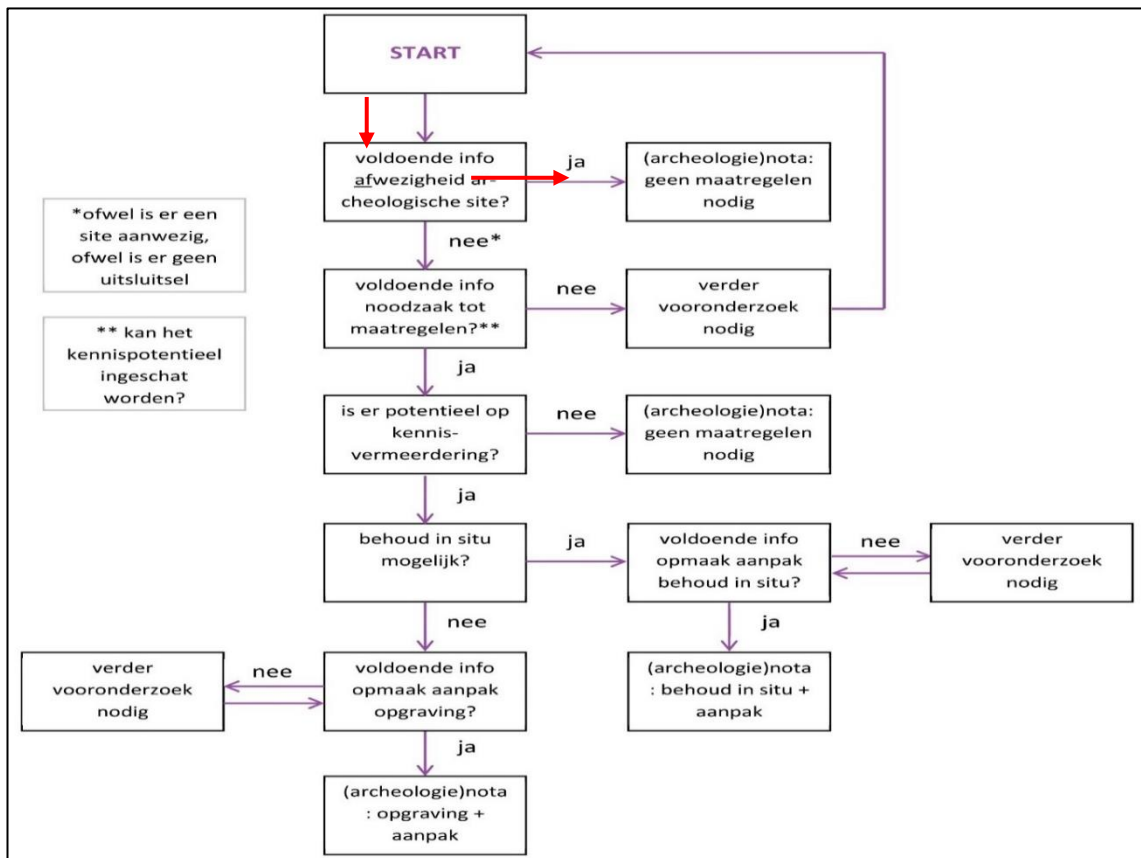 START
voldoende info
afwezigheid ar-
cheologische site?
ja
(archeologie)nota:
geen maatregelen
nodig
*ofwel is er een
site aanwezig,
ofwel is er geen
uitsluitsel
nee*
voldoende info
noodzaak tot
maatregelen?**
nee
verder
vooronderzoek
nodig
** kan het
kennispotentieel
ingeschat
worden?
ja
is er potentieel op
kennis-
vermeerdering?
nee
(archeologie)nota:
geen maatregelen
nodig
ja
behoud in situ
mogelijk?
ja
voldoende info
opmaak aanpak
behoud in situ?
nee
verder
vooronderzoek
nodig
nee
ja
verder
vooronderzoek
nodig
nee
voldoende info
opmaak aanpak
opgraving?
(archeologie)nota
: behoud in situ +
aanpak
ja
(archeologie)nota
: opgraving +
aanpak